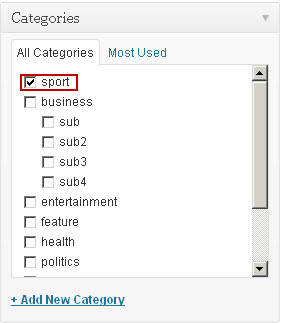 Categories
All Categories Most Used
sport
business
sub
sub2
sub3
sub4
entertainment
feature
health
politics
+ Add New Category